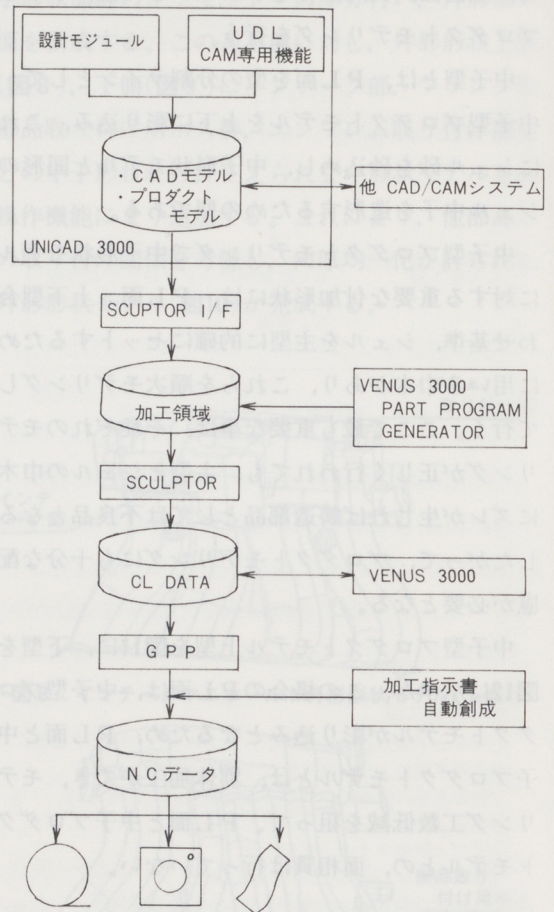 設計モジュール
UDL
CAM専用機能
・CADモデル
プロダクト
モデル
他 CAD/CAMシステム
UNICAD 3000
SCUPTOR I/F
加工領域
VENUS 3000
PART PROGRAM
GENERATOR
SCULPTOR
CL DATA
VENUS 3000
GPP
加工指示書
自動創成
NCデータ